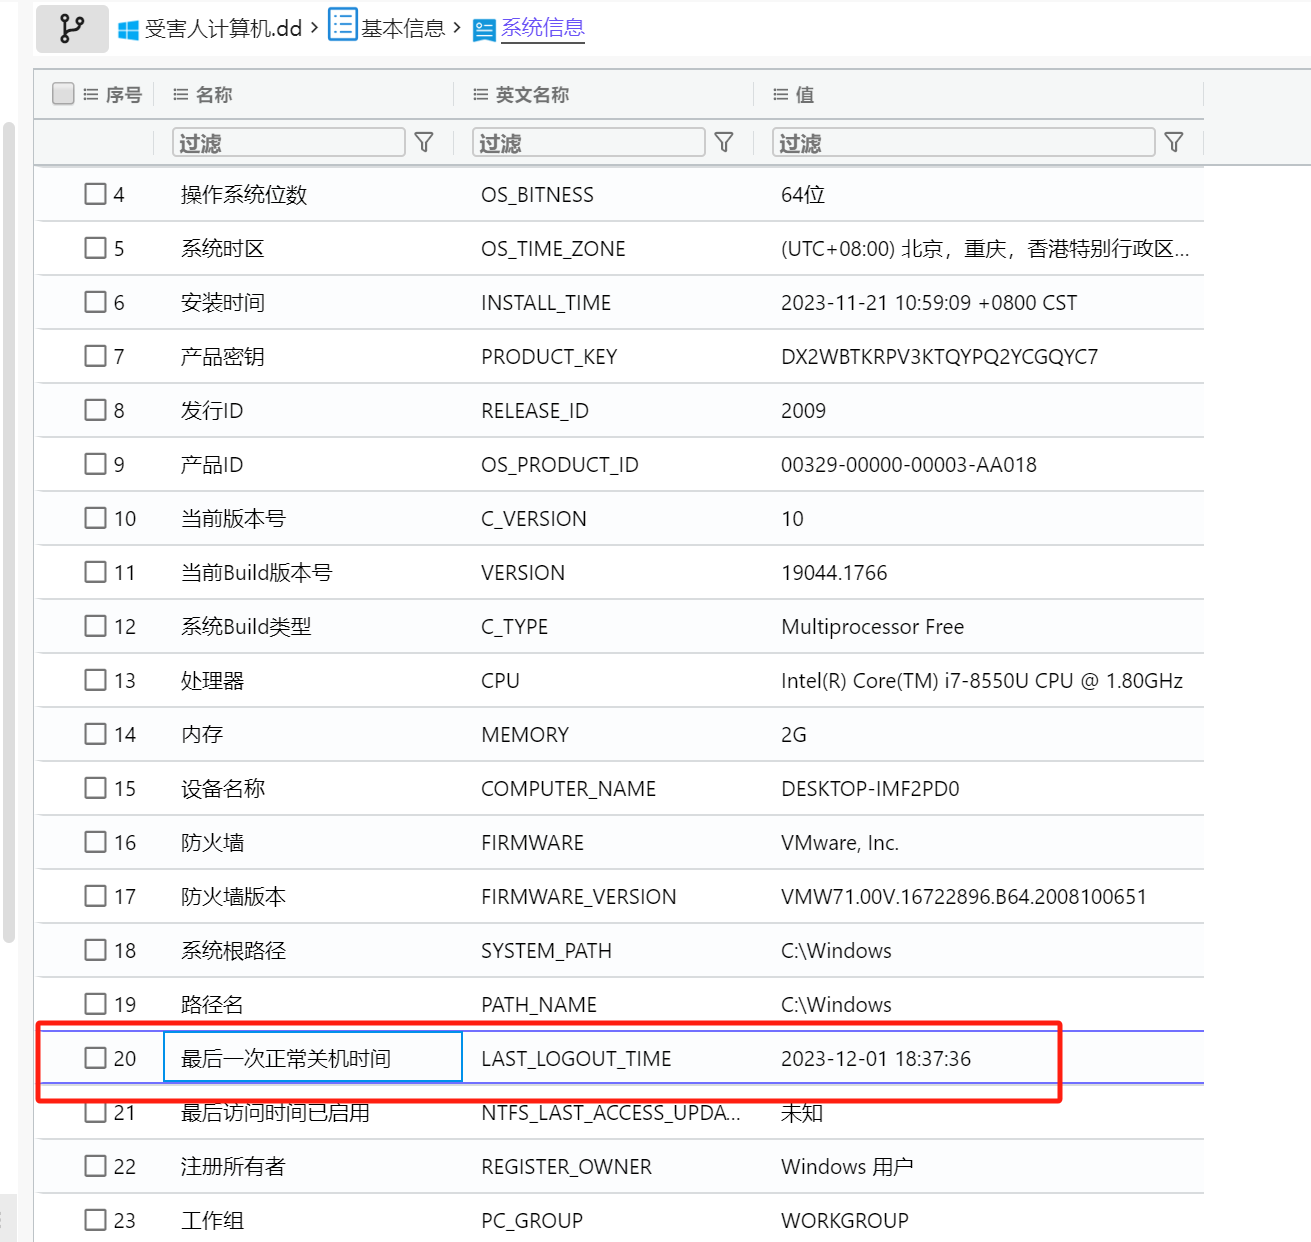 受害人计算机.dd > 基本信息 > 系统信息
序号 名称 英文名称 值
过滤 过滤 过滤
4 操作系统位数 OS_BITNESS 64位
5 系统时区 OS_TIME_ZONE (UTC+08:00) 北京，重庆，香港特别行政区...
6 安装时间 INSTALL_TIME 2023-11-21 10:59:09 +0800 CST
7 产品密钥 PRODUCT_KEY DX2WBTKRPV3KTQYPQ2YCGQYC7
8 发行ID RELEASE_ID 2009
9 产品ID OS_PRODUCT_ID 00329-00000-00003-AA018
10 当前版本号 C_VERSION 10
11 当前Build版本号 VERSION 19044.1766
12 系统Build类型 C_TYPE Multiprocessor Free
13 处理器 CPU Intel(R) Core(TM) i7-8550U CPU @ 1.80GHz
14 内存 MEMORY 2G
15 设备名称 COMPUTER_NAME DESKTOP-IMF2PD0
16 防火墙 FIRMWARE VMware, Inc.
17 防火墙版本 FIRMWARE_VERSION VMW71.00V.16722896.B64.2008100651
18 系统根路径 SYSTEM_PATH C:\Windows
19 路径名 PATH_NAME C:\Windows
20 最后一次正常关机时间 LAST_LOGOUT_TIME 2023-12-01 18:37:36
21 最后访问时间已启用 NTFS_LAST_ACCESS_UPDA... 未知
22 注册所有者 REGISTER_OWNER Windows 用户
23 工作组 PC_GROUP WORKGROUP